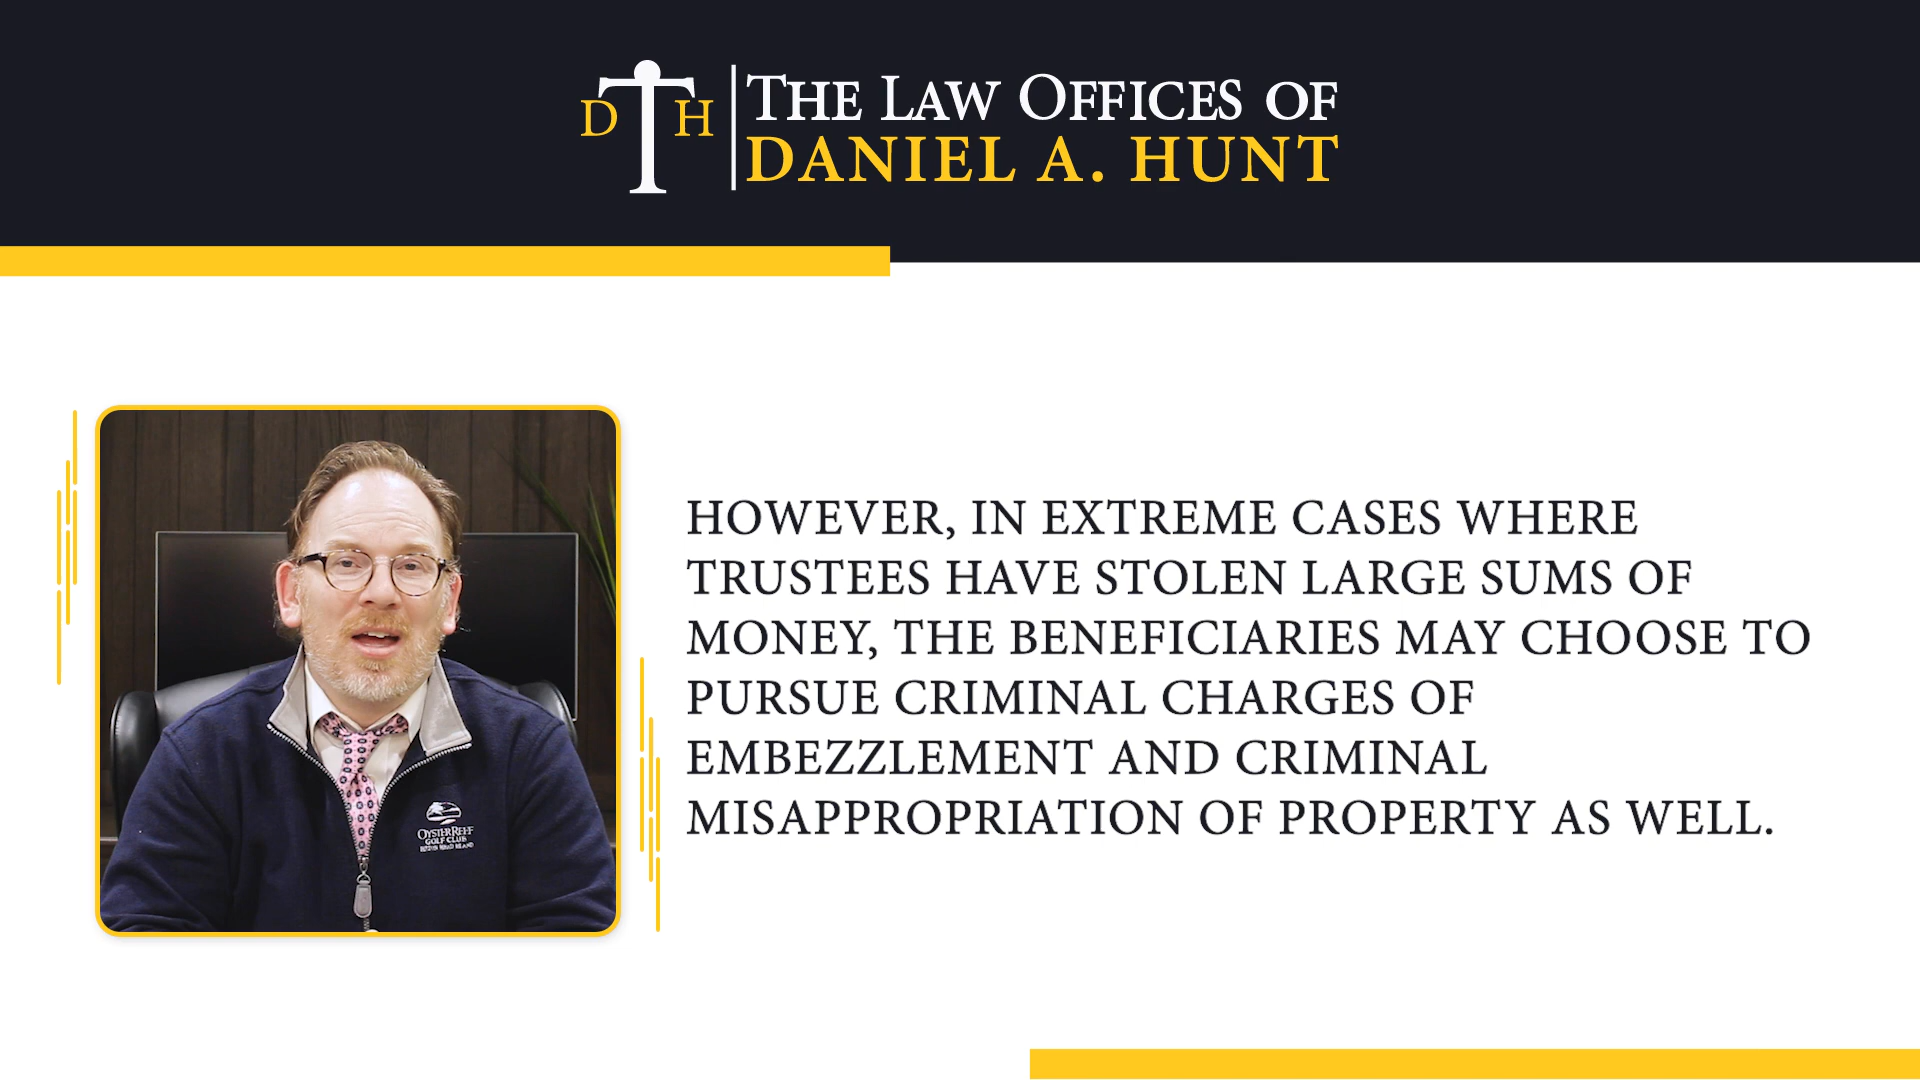 D H
THE LAW OFFICES OF
DANIEL A. HUNT
HOWEVER, IN EXTREME CASES WHERE
TRUSTEES HAVE STOLEN LARGE SUMS OF
MONEY, THE BENEFICIARIES MAY CHOOSE TO
PURSUE CRIMINAL CHARGES OF
EMBEZZLEMENT AND CRIMINAL
MISAPPROPRIATION OF PROPERTY AS WELL.
OYSTER REEF
GOLF CLUB